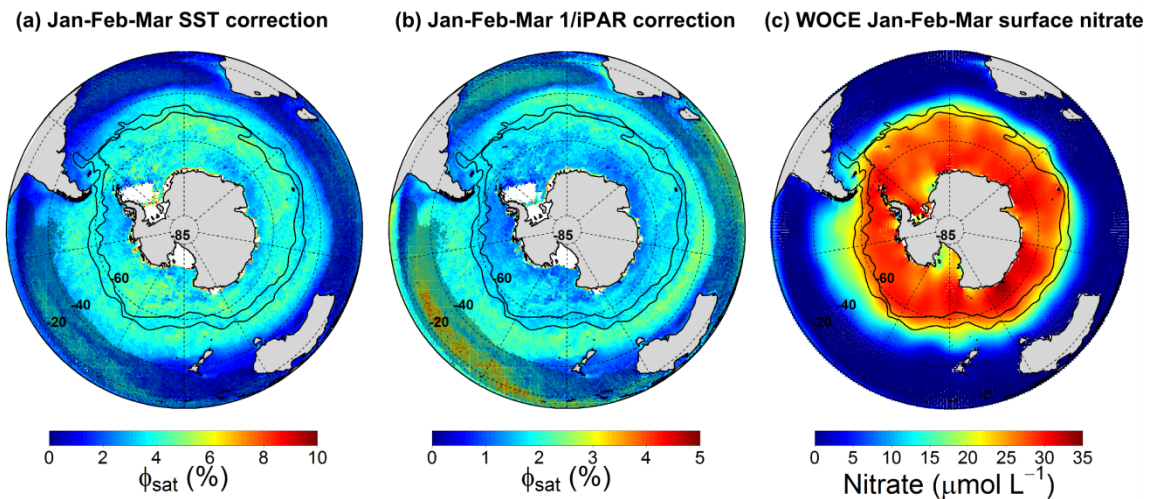 (a) Jan-Feb-Mar SST correction
(b) Jan-Feb-Mar 1/iPAR correction
(c) WOCE Jan-Feb-Mar surface nitrate
-85
-60
-40
-20
-85
-60
-40
-20
-85
-60
-40
-20
0 2 4 6 8 10
ϕsat (%)
0 1 2 3 4 5
ϕsat (%)
0 5 10 15 20 25 30 35
Nitrate (μmol L⁻¹)